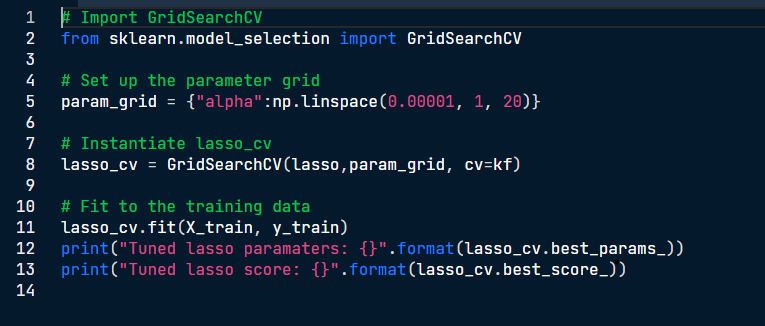 1 # Import GridSearchCV
2 from sklearn.model_selection import GridSearchCV
3
4 # Set up the parameter grid
5 param_grid = {"alpha":np.linspace(0.00001, 1, 20)}
6
7 # Instantiate lasso_cv
8 lasso_cv = GridSearchCV(lasso,param_grid, cv=kf)
9
10 # Fit to the training data
11 lasso_cv.fit(X_train, y_train)
12 print("Tuned lasso paramaters: {}".format(lasso_cv.best_params_))
13 print("Tuned lasso score: {}".format(lasso_cv.best_score_))
14